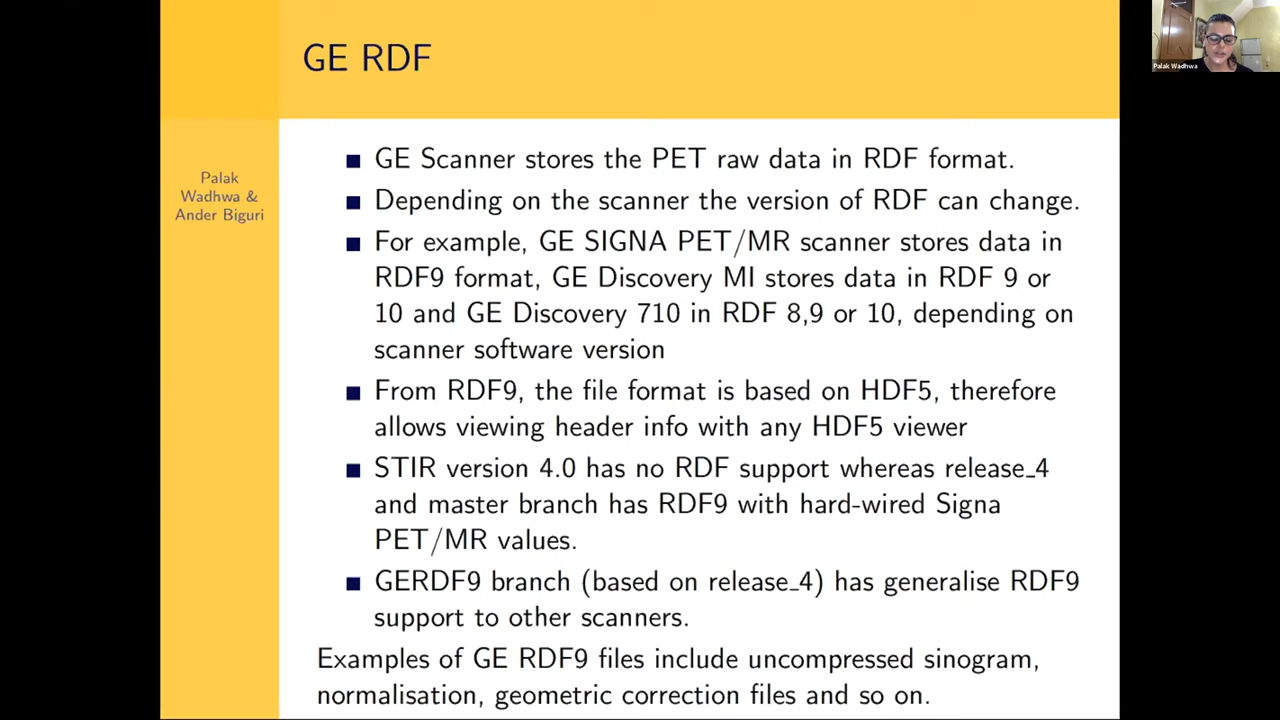 GE RDF
Palak Wadhwa
Palak
Wadhwa &
Ander Biguri
GE Scanner stores the PET raw data in RDF format.
Depending on the scanner the version of RDF can change.
For example, GE SIGNA PET/MR scanner stores data in
RDF9 format, GE Discovery MI stores data in RDF 9 or
10 and GE Discovery 710 in RDF 8,9 or 10, depending on
scanner software version
From RDF9, the file format is based on HDF5, therefore
allows viewing header info with any HDF5 viewer
STIR version 4.0 has no RDF support whereas release_4
and master branch has RDF9 with hard-wired Signa
PET/MR values.
GERDF9 branch (based on release_4) has generalise RDF9
support to other scanners.
Examples of GE RDF9 files include uncompressed sinogram,
normalisation, geometric correction files and so on.